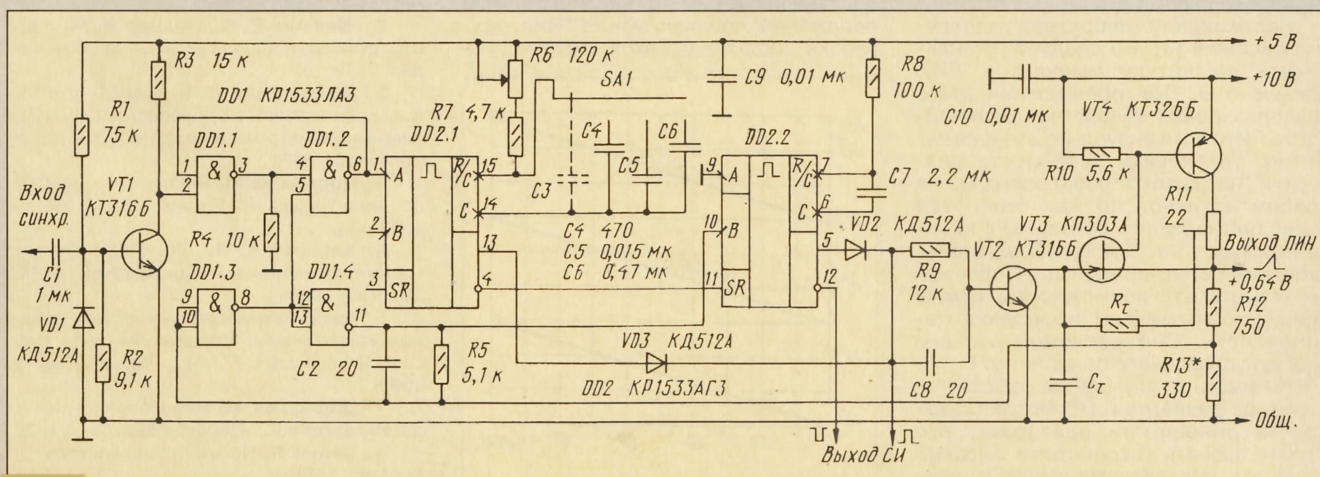 R3 15 к
R1
75 к
DD1 КР1533ЛА3
DD1.1
DD1.2
1
2
&
3
4
5
&
6
Вход
синхр.
VT1
КТ316Б
C1
1 мк
VD1
КД512А
R2
9,1 к
R4 10 к
DD1.3
DD1.4
9
10
8
12
13
&
11
C2 20
R5
5,1 к
R6 120 к
SA1
R7
4,7 к
DD2.1
1
A
2
B
3
SR
R/C
15
C
14
13
4
C3
C4
C5
C6
C4 470
C5 0,015 мк
C6 0,47 мк
VD3 КД512А
DD2 КР1533АГ3
C9 0,01 мк
DD2.2
9
A
10
B
11
SR
R/C
7
C
6
5
12
R8
100 к
C7 2,2 мк
VD2
КД512А
R9
12 к
C8 20
Выход СИ
VT2
КТ316Б
VT3
КП303А
C10 0,01 мк
VT4 КТ326Б
R10
5,6 к
R11
22
Rτ
Cτ
R12
750
R13*
330
+5 В
+10 В
Выход ЛИН
+0,64 В
Общ.